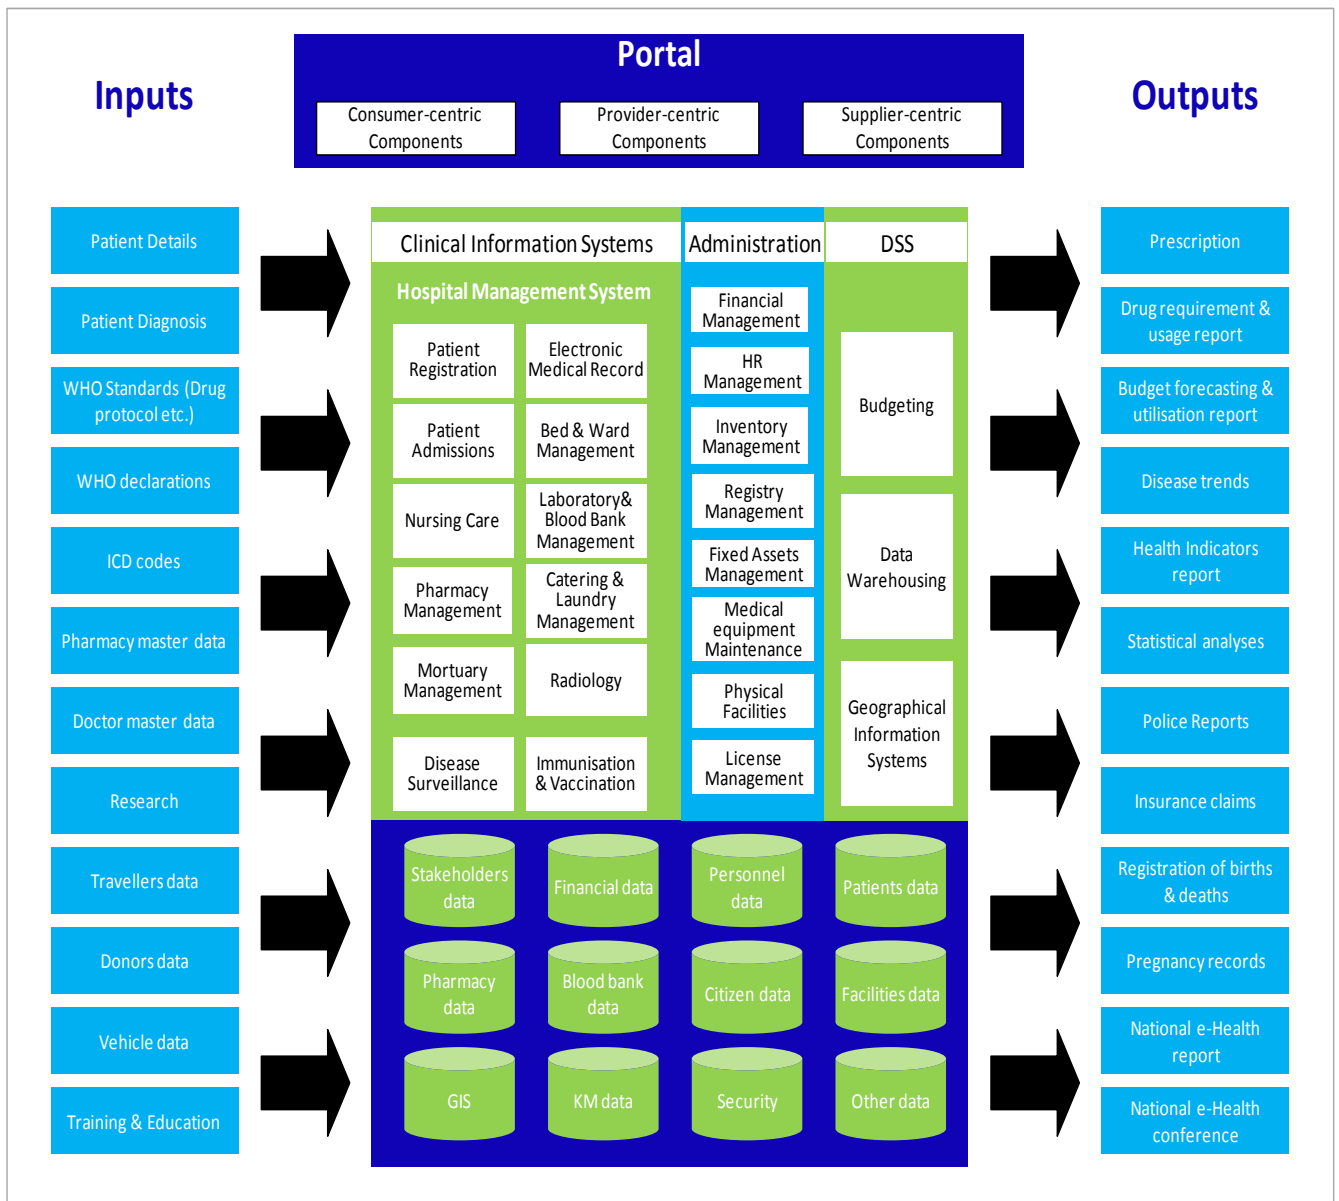 Portal
Inputs
Outputs
Consumer-centric
Components
Provider-centric
Components
Supplier-centric
Components
Patient Details
Patient Diagnosis
WHO Standards (Drug
protocol etc.)
WHO declarations
ICD codes
Pharmacy master data
Doctor master data
Research
Travellers data
Donors data
Vehicle data
Training & Education
Clinical Information Systems
Hospital Management System
Patient
Registration
Electronic
Medical Record
Patient
Admissions
Bed & Ward
Management
Nursing Care
Laboratory&
Blood Bank
Management
Pharmacy
Management
Catering &
Laundry
Management
Mortuary
Management
Radiology
Disease
Surveillance
Immunisation
& Vaccination
Administration
Financial
Management
HR
Management
Inventory
Management
Registry
Management
Fixed Assets
Management
Medical
equipment
Maintenance
Physical
Facilities
License
Management
DSS
Budgeting
Data
Warehousing
Geographical
Information
Systems
Stakeholders
data
Financial data
Personnel
data
Patients data
Pharmacy
data
Blood bank
data
Citizen data
Facilities data
GIS
KM data
Security
Other data
Prescription
Drug requirement &
usage report
Budget forecasting &
utilisation report
Disease trends
Health Indicators
report
Statistical analyses
Police Reports
Insurance claims
Registration of births
& deaths
Pregnancy records
National e-Health
report
National e-Health
conference